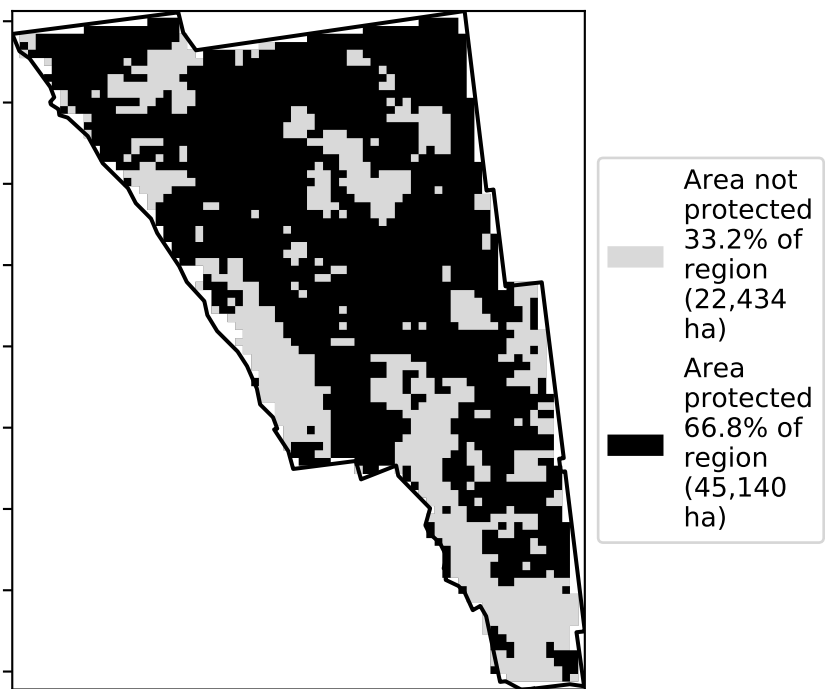 Area not
protected
33.2% of
region
(22,434
ha)
Area
protected
66.8% of
region
(45,140
ha)